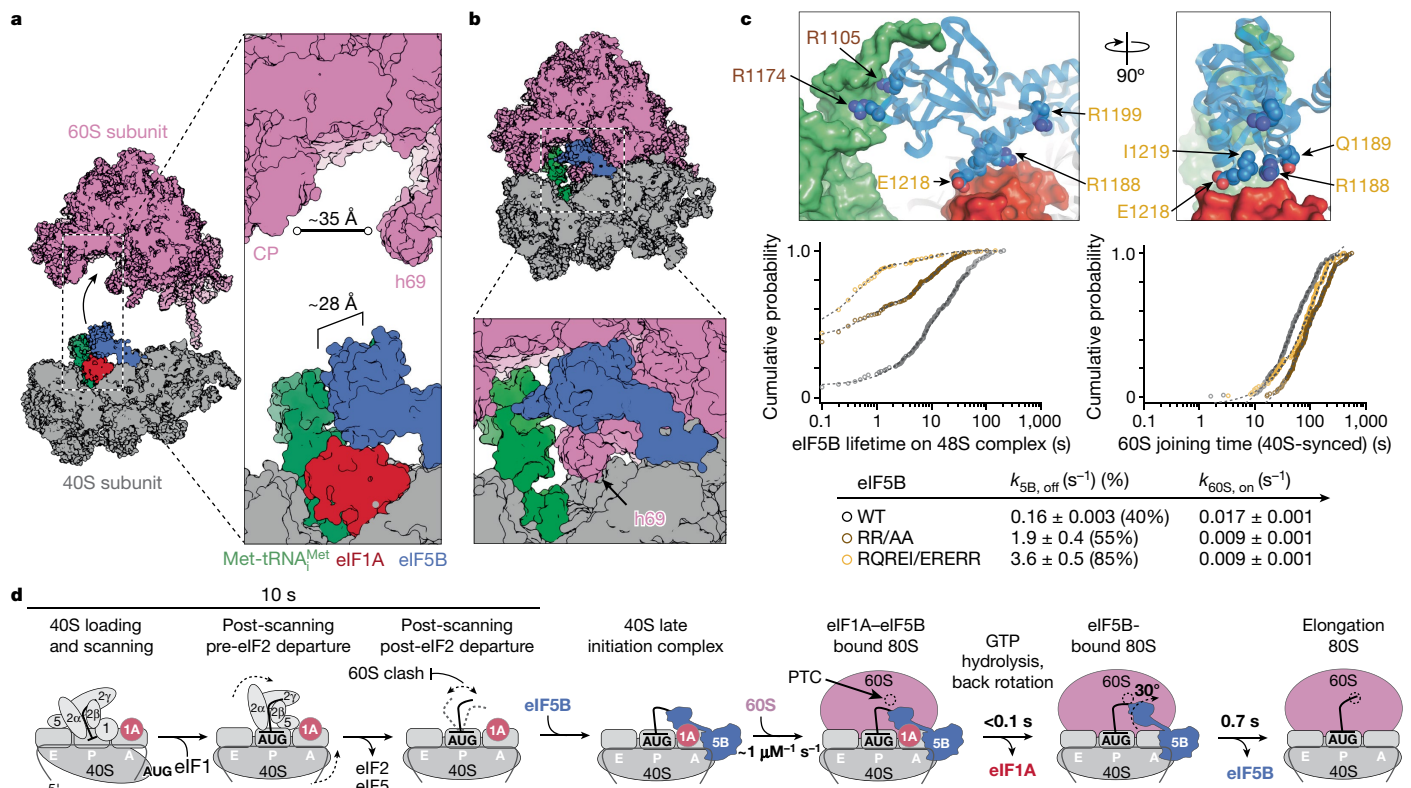 a
60S subunit
40S subunit
~35 Å
CP
h69
~28 Å
Met-tRNAᵢᴹᵉᵗ eIF1A eIF5B
b
h69
c
R1105
R1174
R1199
E1218
R1188
90º
I1219
Q1189
R1188
E1218
Cumulative probability
1.0
0
0.1 1 10 100 1,000
eIF5B lifetime on 48S complex (s)
Cumulative probability
1.0
0
0.1 1 10 100 1,000
60S joining time (40S-synced) (s)
eIF5B k5B, off (s⁻¹) (%) k60S, on (s⁻¹)
WT 0.16 ± 0.003 (40%) 0.017 ± 0.001
RR/AA 1.9 ± 0.4 (55%) 0.009 ± 0.001
RQREI/ERERR 3.6 ± 0.5 (85%) 0.009 ± 0.001
d
10 s
40S loading
and scanning
2γ
2α 2β
5 1 1A
E P A
40S
5'
AUG eIF1
Post-scanning
pre-eIF2 departure
2γ
2α 2β
5
AUG 1A
E P A
40S
eIF2
eIF5
Post-scanning
post-eIF2 departure
60S clash
AUG 1A
E P A
40S
eIF5B
40S late
initiation complex
AUG 1A
5B
E P A
40S
60S
~1 μM⁻¹ s⁻¹
eIF1A–eIF5B
bound 80S
60S
PTC
AUG 1A
5B
E P A
40S
GTP
hydrolysis,
back rotation
<0.1 s
eIF1A
eIF5B-
bound 80S
60S
30°
AUG
5B
E P A
40S
0.7 s
eIF5B
Elongation
80S
60S
AUG
E P A
40S